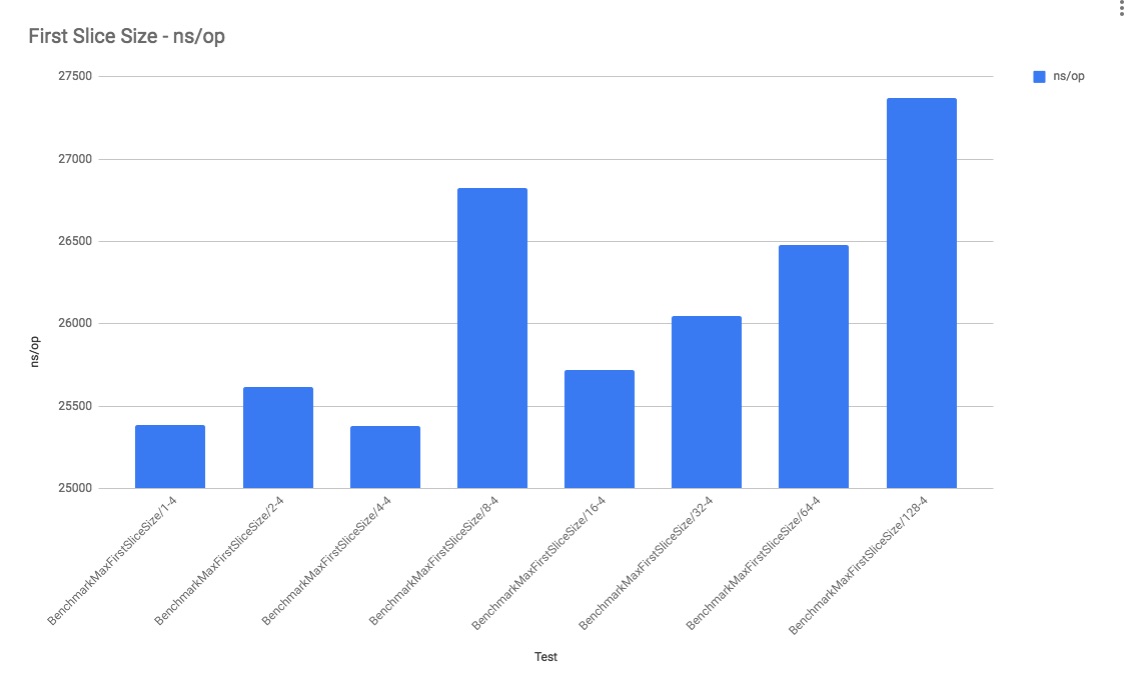 First Slice Size - ns/op
ns/op
27500
27000
26500
26000
25500
25000
ns/op
BenchmarkMaxFirstSliceSize/1-4
BenchmarkMaxFirstSliceSize/2-4
BenchmarkMaxFirstSliceSize/4-4
BenchmarkMaxFirstSliceSize/8-4
BenchmarkMaxFirstSliceSize/16-4
BenchmarkMaxFirstSliceSize/32-4
BenchmarkMaxFirstSliceSize/64-4
BenchmarkMaxFirstSliceSize/128-4
Test